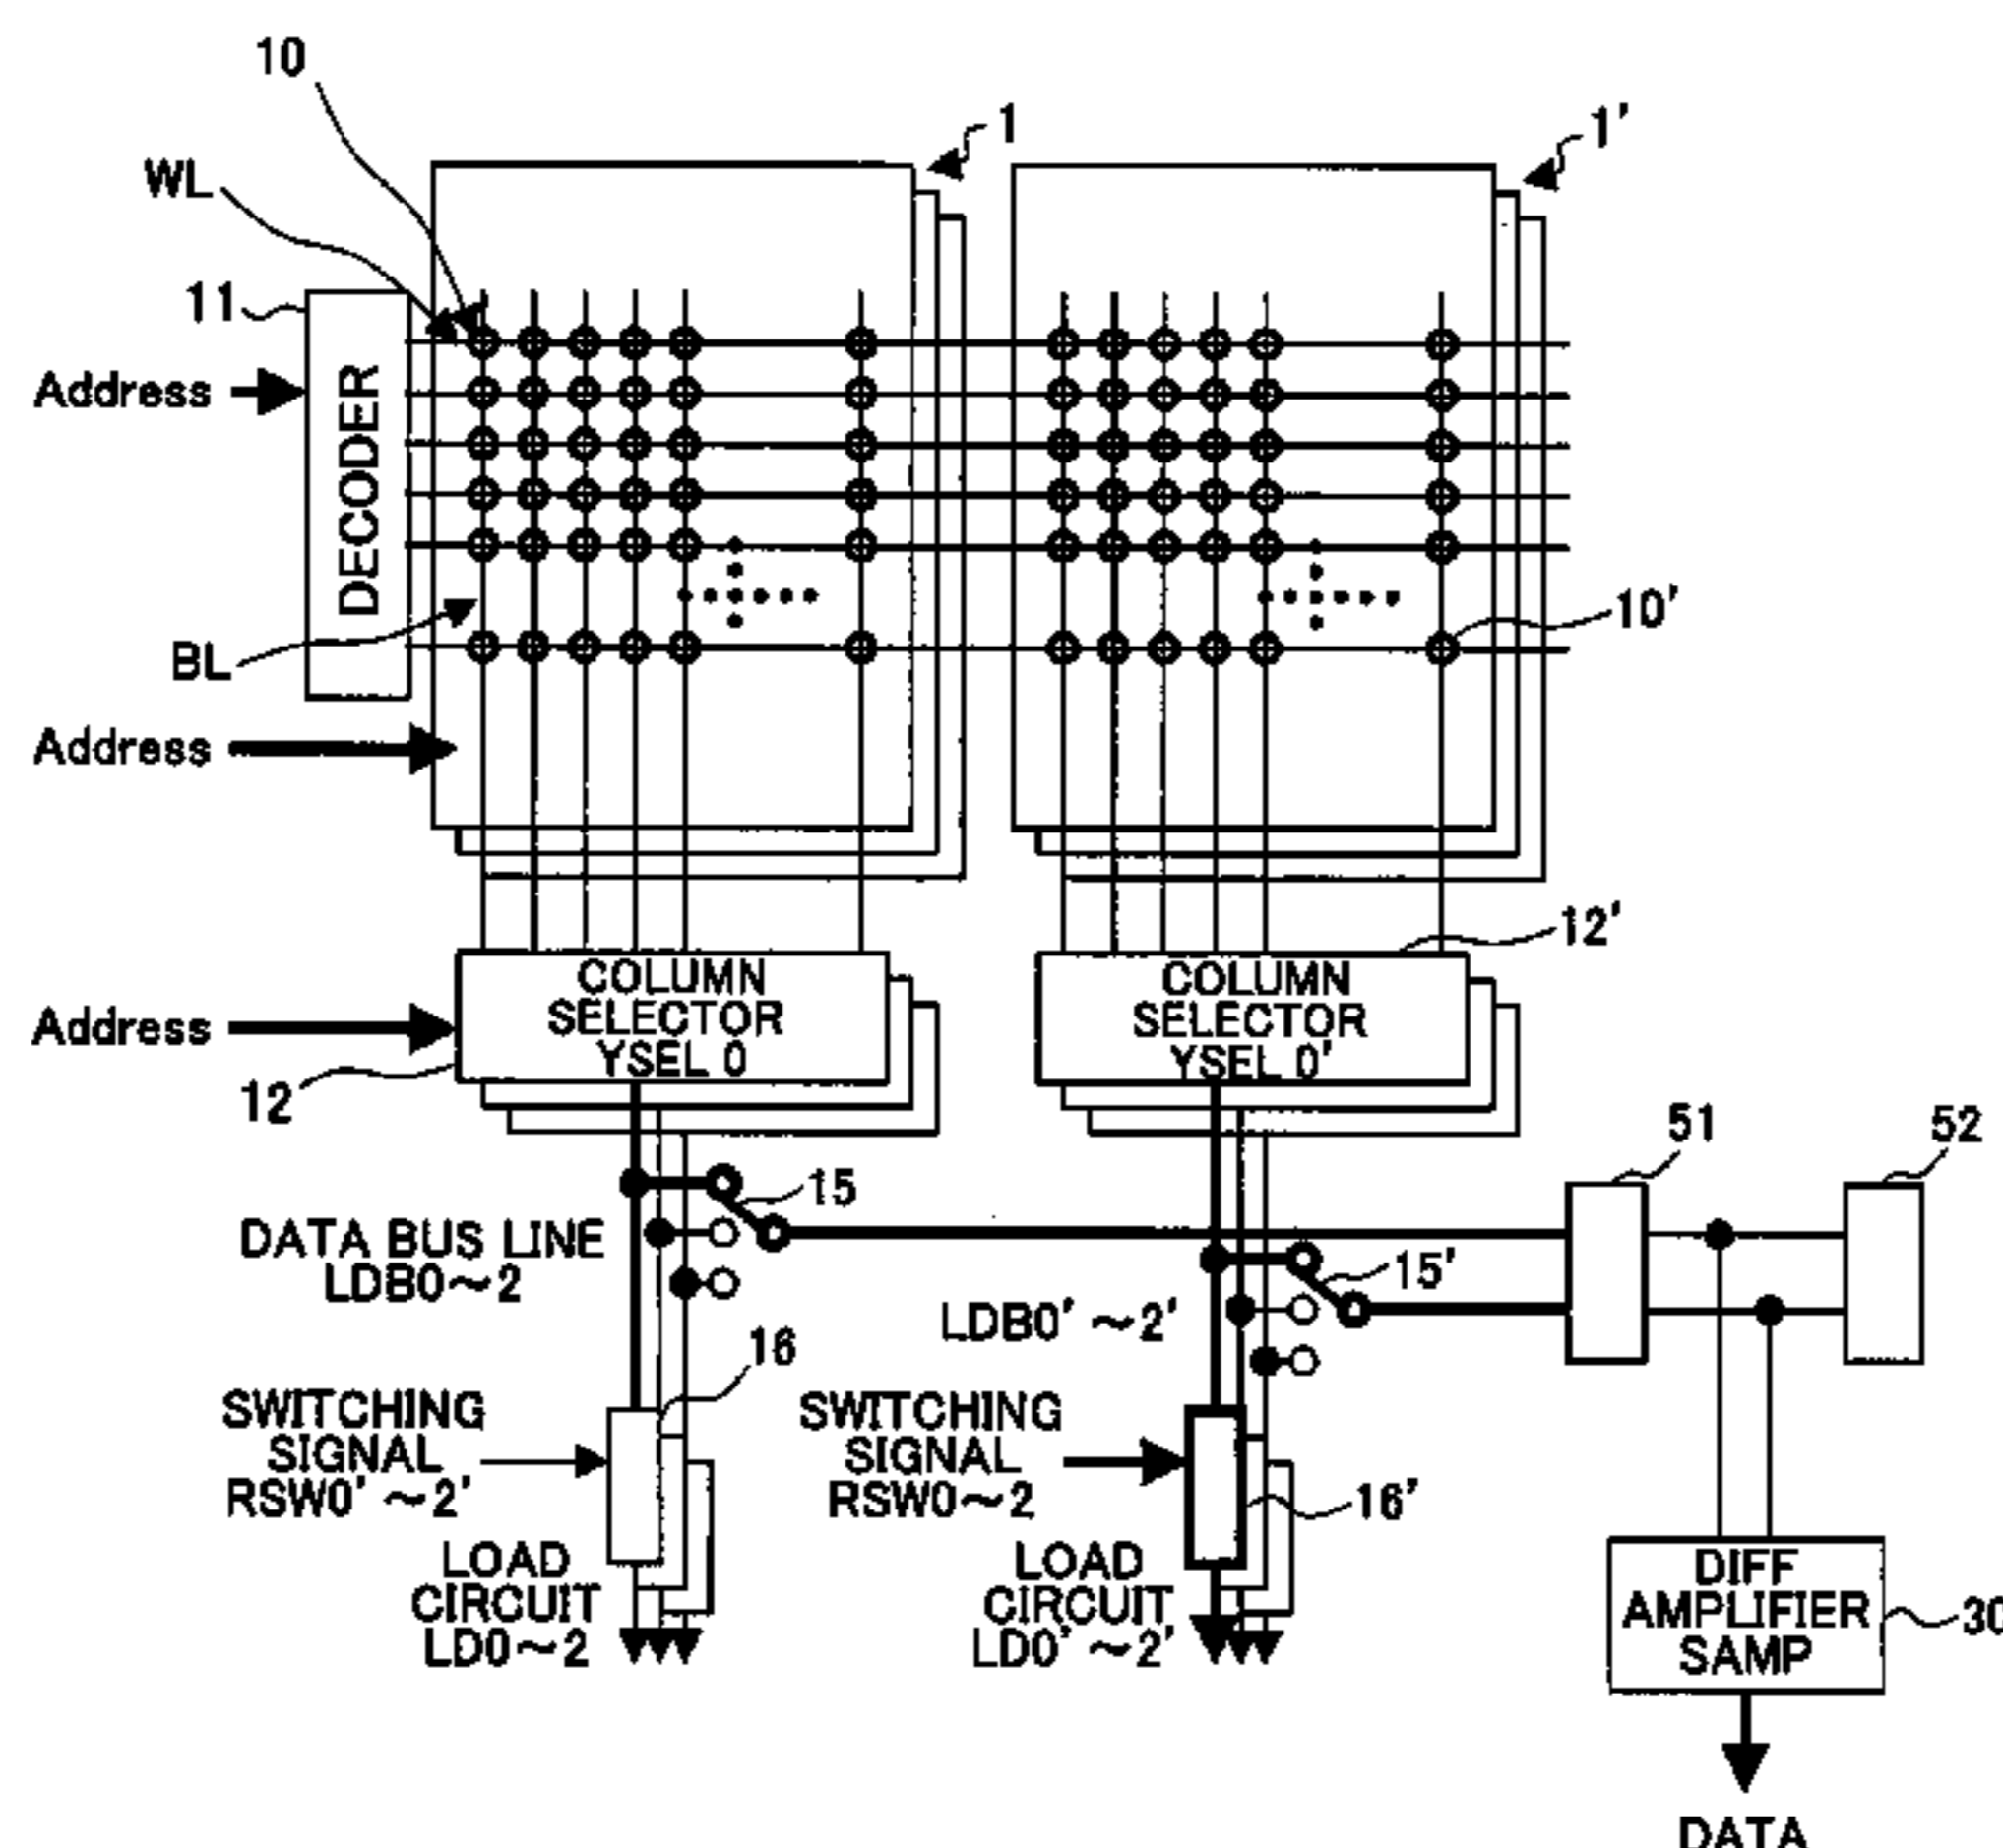 10
1
1'
WL
11
Address
DECODER
10'
BL
Address
12'
COLUMN
SELECTOR
YSEL 0
COLUMN
SELECTOR
YSEL 0'
Address
12
51
52
15
DATA BUS LINE
LDB0~2
15'
LDB0'~2'
16
SWITCHING
SIGNAL
RSW0'~2'
SWITCHING
SIGNAL
RSW0~2
16'
LOAD
CIRCUIT
LD0~2
LOAD
CIRCUIT
LD0'~2'
DIFF
AMPLIFIER
SAMP
30
DATA